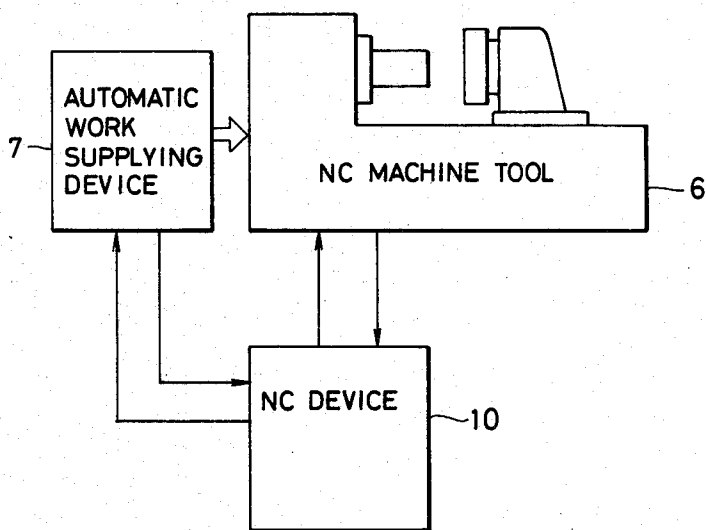 AUTOMATIC
WORK
SUPPLYING
DEVICE
7
NC MACHINE TOOL
6
NC DEVICE
10